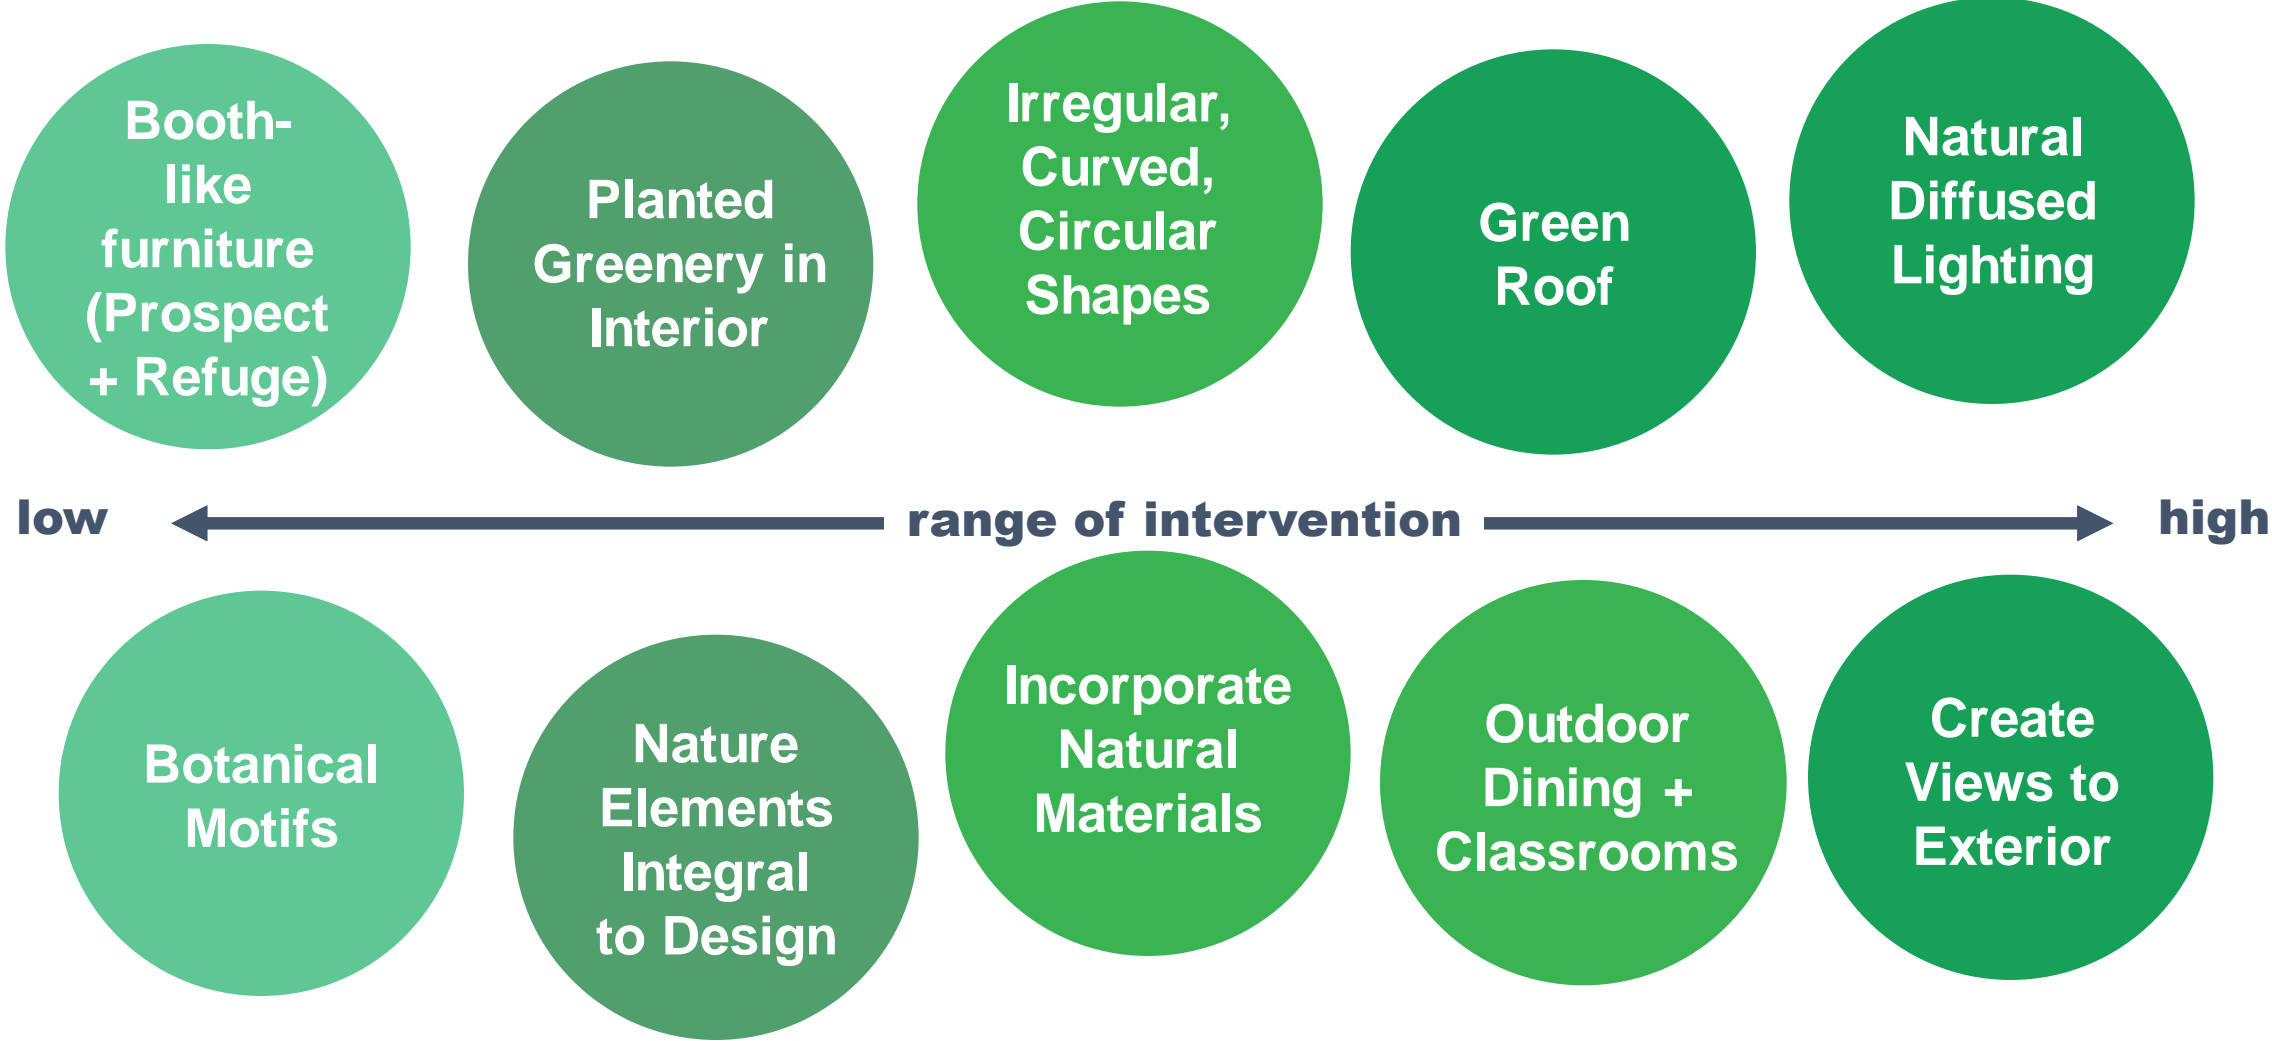 Booth-
like
furniture
(Prospect
+ Refuge)
Planted
Greenery in
Interior
Irregular,
Curved,
Circular
Shapes
Green
Roof
Natural
Diffused
Lighting
low
range of intervention
high
Botanical
Motifs
Nature
Elements
Integral
to Design
Incorporate
Natural
Materials
Outdoor
Dining +
Classrooms
Create
Views to
Exterior